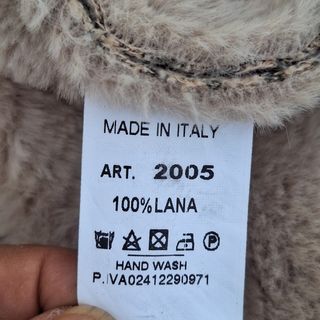 MADE IN ITALY
ART. 2005
100%LANA
P
HAND WASH
P.IVA02412290971